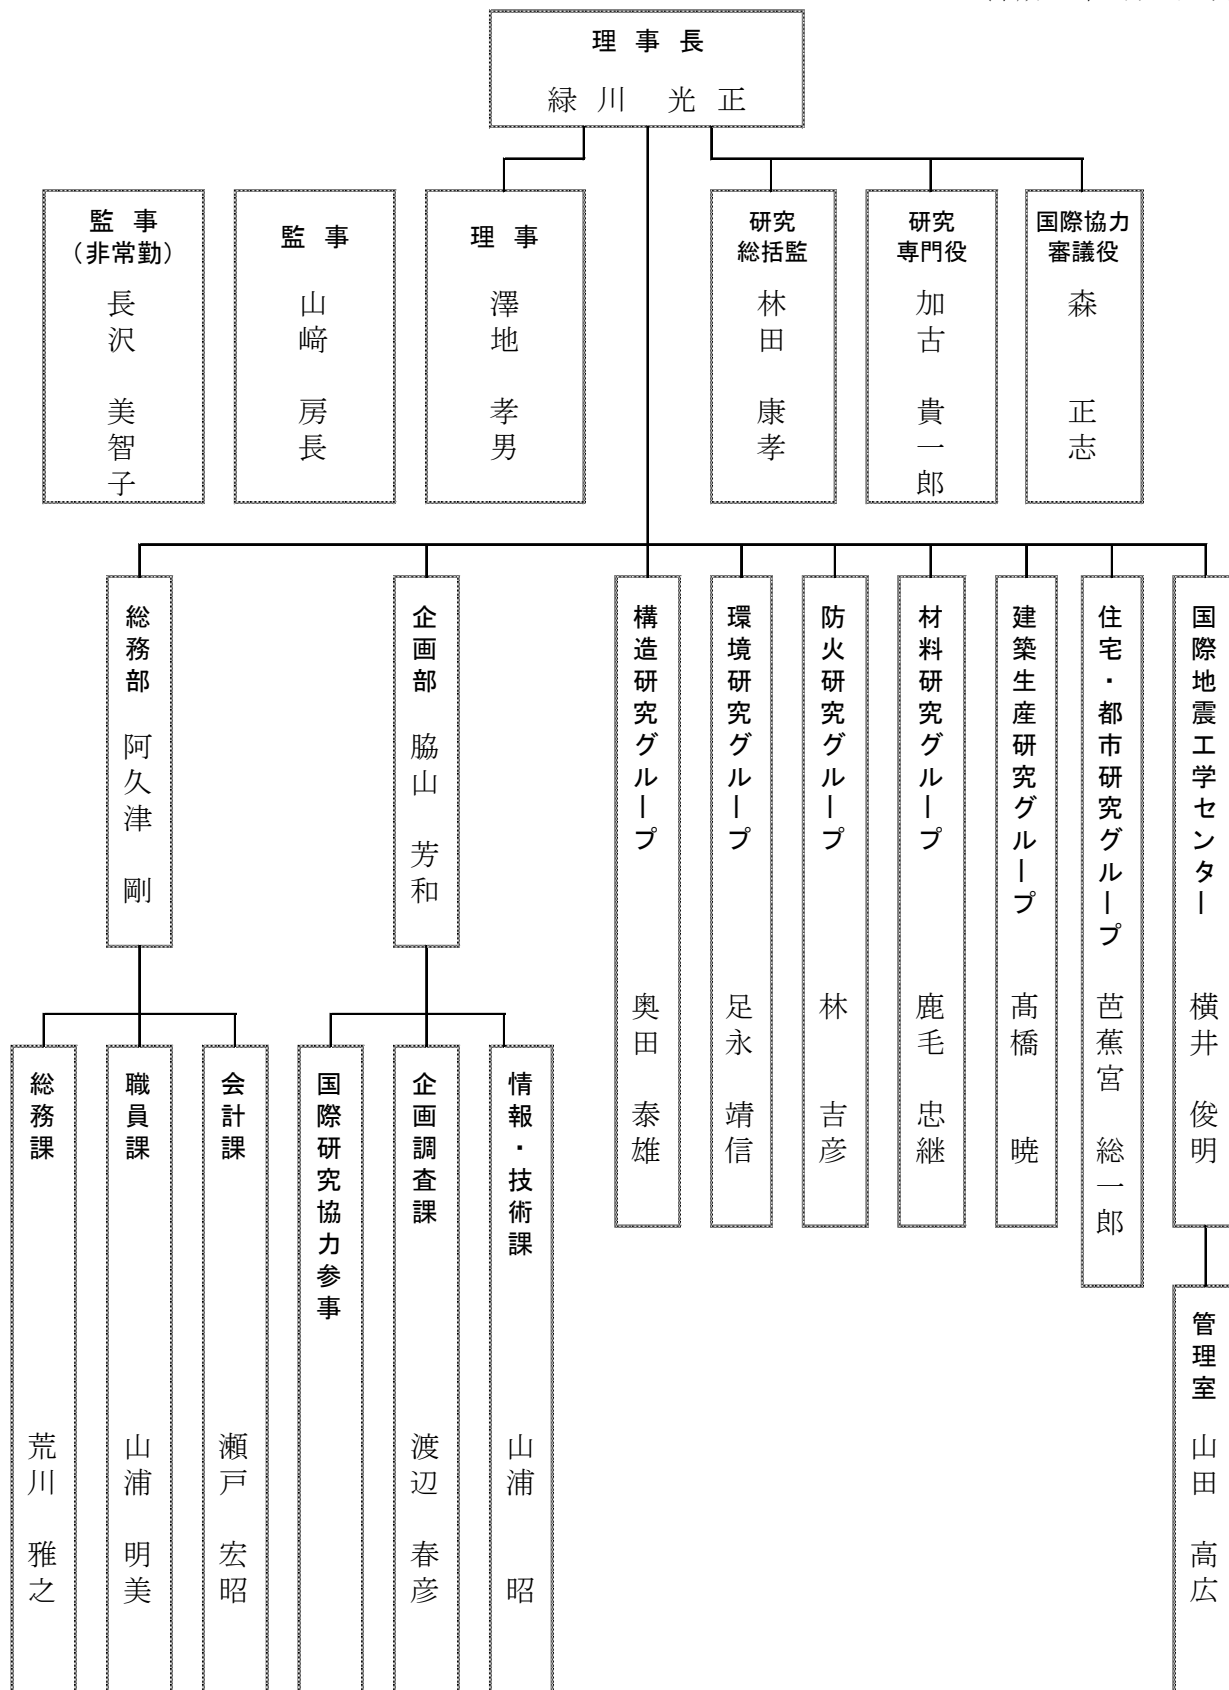 理事長
緑川 光正
監事
(非常勤)
長沢 美智子
監事
山﨑 房長
理事
澤地 孝男
研究
総括監
林田 康孝
研究
専門役
加古 貴一郎
国際協力
審議役
森 正志
総務部 阿久津 剛
企画部 脇山 芳和
構造研究グループ 奥田 泰雄
環境研究グループ 足永 靖信
防火研究グループ 林 吉彦
材料研究グループ 鹿毛 忠継
建築生産研究グループ 髙橋 暁
住宅・都市研究グループ 芭蕉宮 総一郎
国際地震工学センター 横井 俊明
総務課 荒川 雅之
職員課 山浦 明美
会計課 瀬戸 宏昭
国際研究協力参事
企画調査課 渡辺 春彦
情報・技術課 山浦 昭
管理室 山田 高広